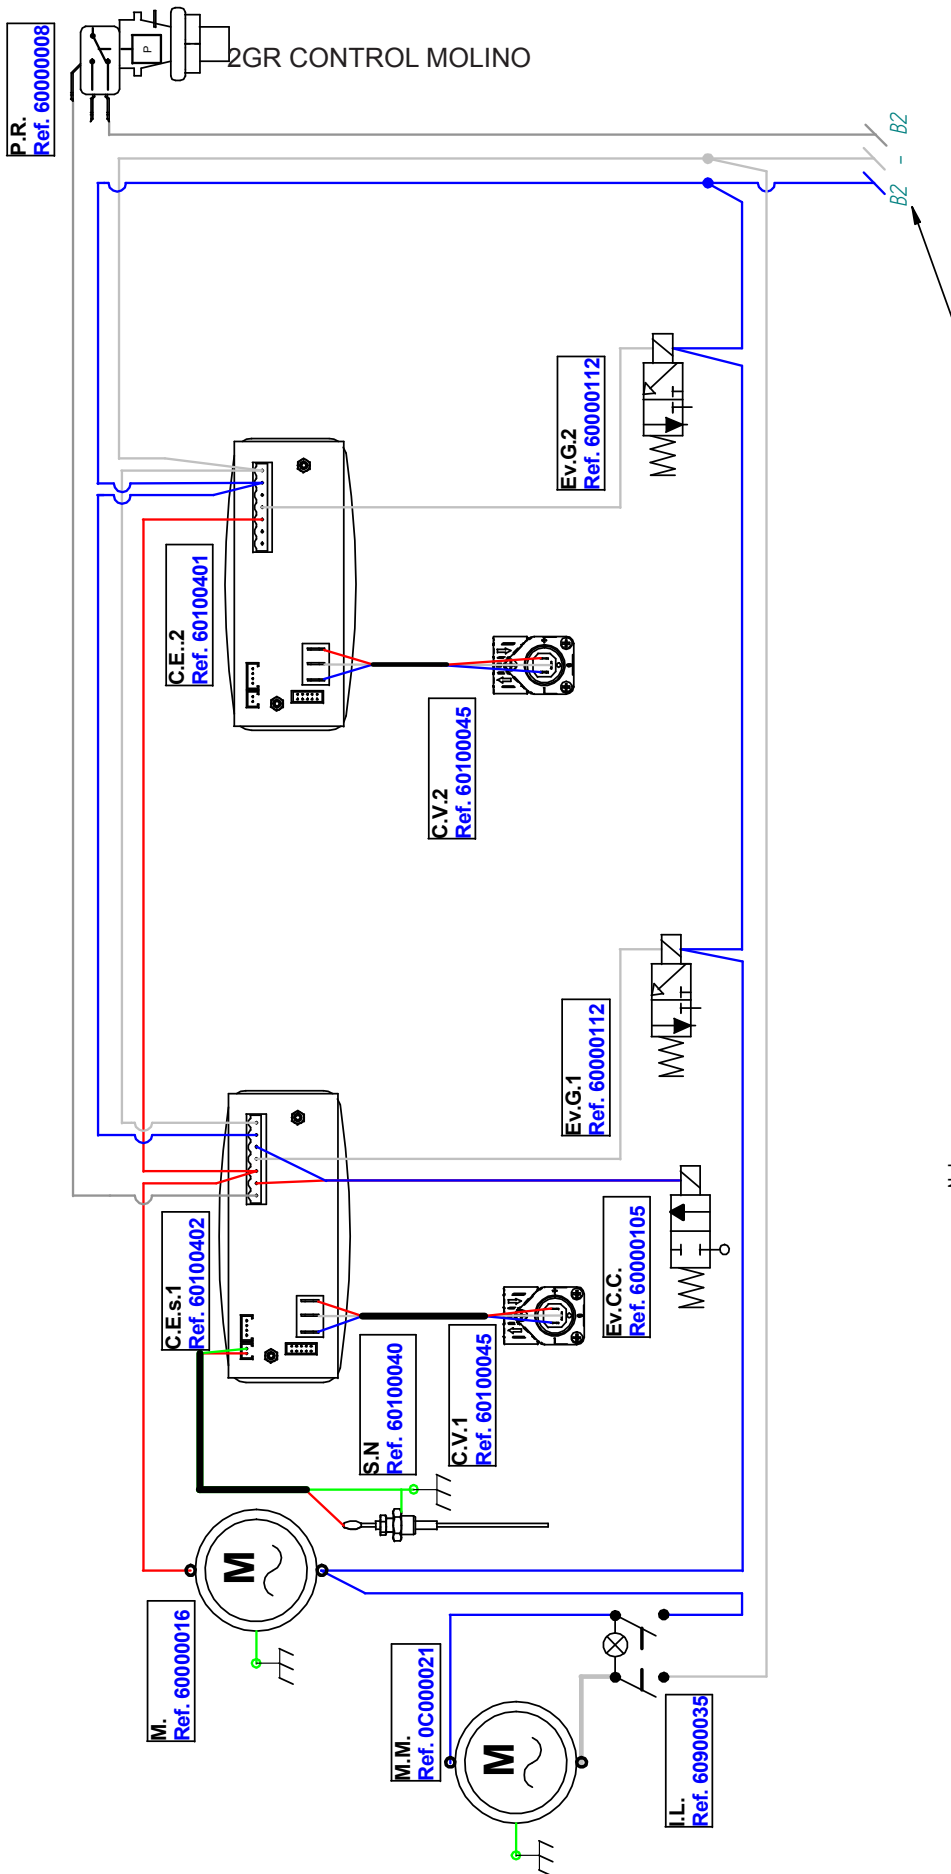 2GR CONTROL MOLINO
P.R.
Ref. 60000008
P
B2
-
B2
Ev.G.2
Ref. 60000112
C.E..2
Ref. 60100401
C.V.2
Ref. 60100045
Ev.G.1
Ref. 60000112
C.E.s.1
Ref. 60100402
Ev.C.C.
Ref. 60000105
S.N
Ref. 60100040
C.V.1
Ref. 60100045
M
M.
Ref. 60000016
M.M.
Ref. 0C000021
M
I.L.
Ref. 60900035